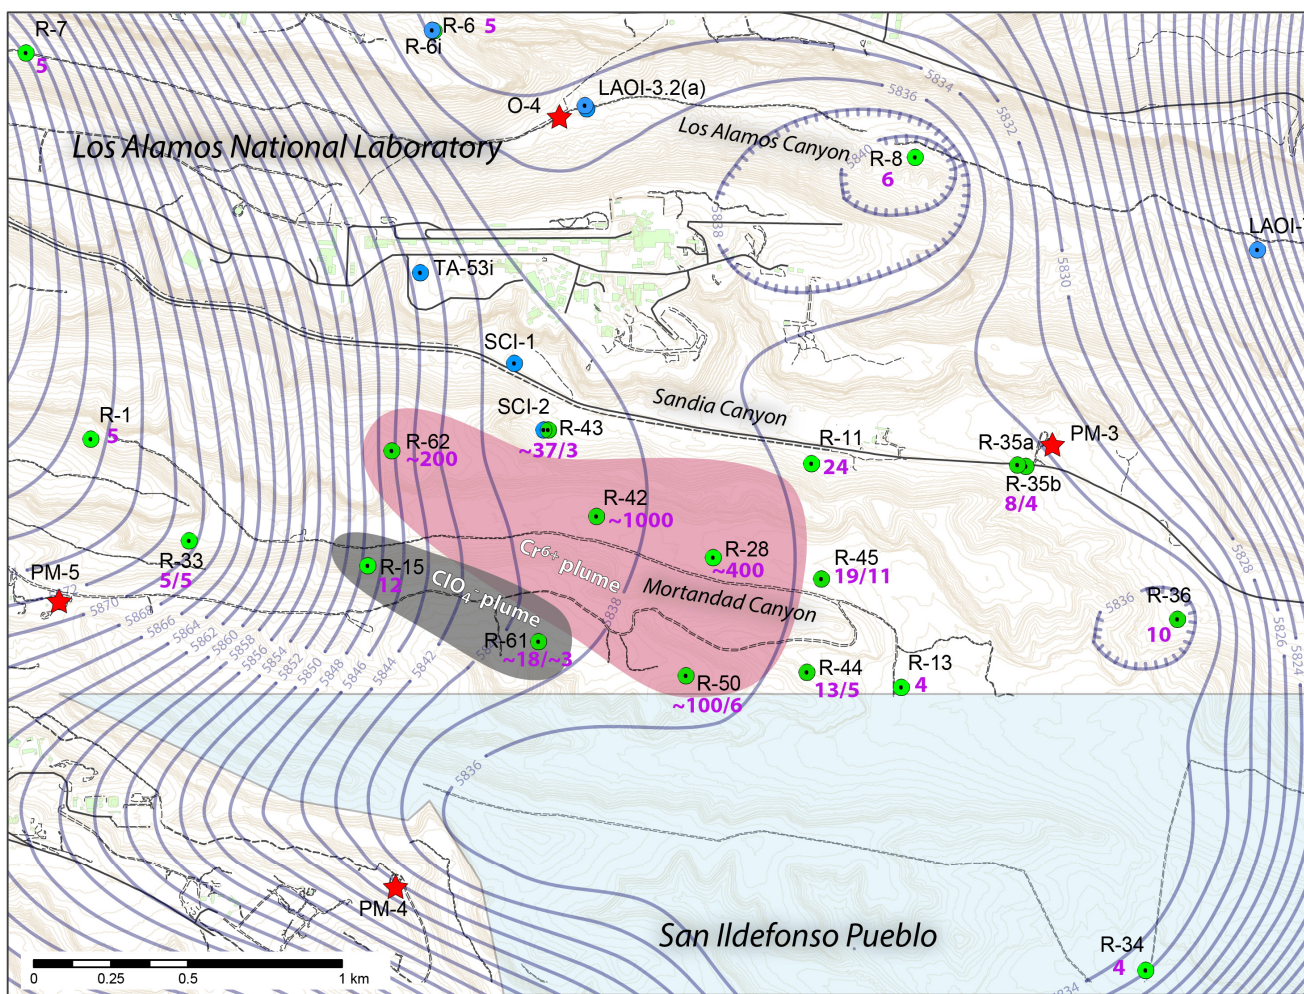 R-7
5
R-6 5
R-6i
LAOI-3.2(a)
O-4
Los Alamos National Laboratory
Los Alamos Canyon
5834
5836
5832
5840
R-8
6
5838
LAOI-
5830
TA-53i
SCI-1
Sandia Canyon
SCI-2
R-43
~37/3
R-1
5
R-62
~200
R-11
24
R-35a
PM-3
R-35b
8/4
R-42
~1000
R-28
~400
Cr6+ plume
R-45
19/11
Mortandad Canyon
R-33
5/5
R-15
12
ClO4- plume
PM-5
5870
5868
5866
5864
5862
5860
5858
5856
5854
5852
5850
5848
5846
5844
5842
5838
R-61
~18/~3
R-50
~100/6
R-44
13/5
R-13
4
5836
R-36
10
5828
5826
5824
5836
PM-4
San Ildefonso Pueblo
R-34
4
5834
0 0.25 0.5 1 km